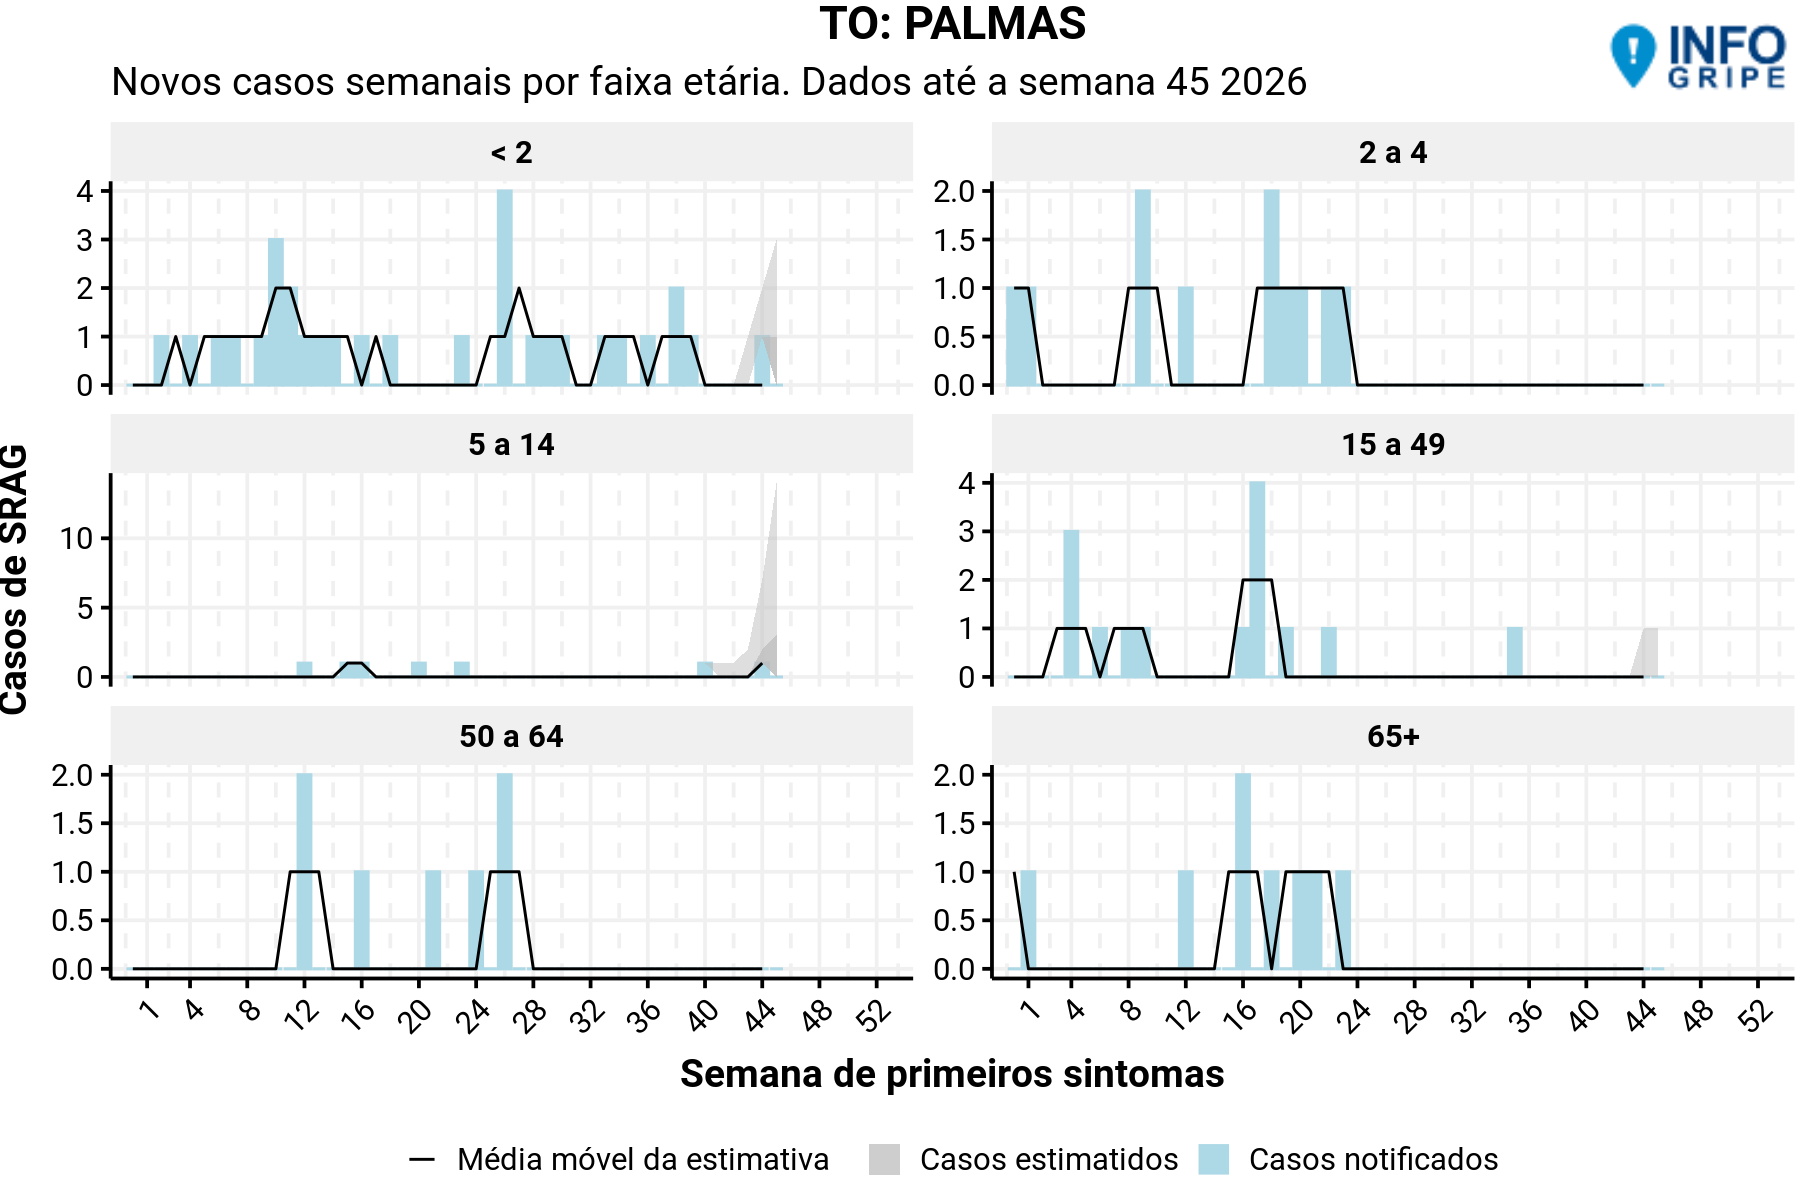 TO: PALMAS
INFO
GRIPE
Novos casos semanais por faixa etária. Dados até a semana 45 2026
< 2
2 a 4
4
3
2
1
0
2.0
1.5
1.0
0.5
0.0
5 a 14
15 a 49
10
5
0
4
3
2
1
0
Casos de SRAG
50 a 64
65+
2.0
1.5
1.0
0.5
0.0
2.0
1.5
1.0
0.5
0.0
1 4 8 12 16 20 24 28 32 36 40 44 48 52
1 4 8 12 16 20 24 28 32 36 40 44 48 52
Semana de primeiros sintomas
Média móvel da estimativa
Casos estimatidos
Casos notificados